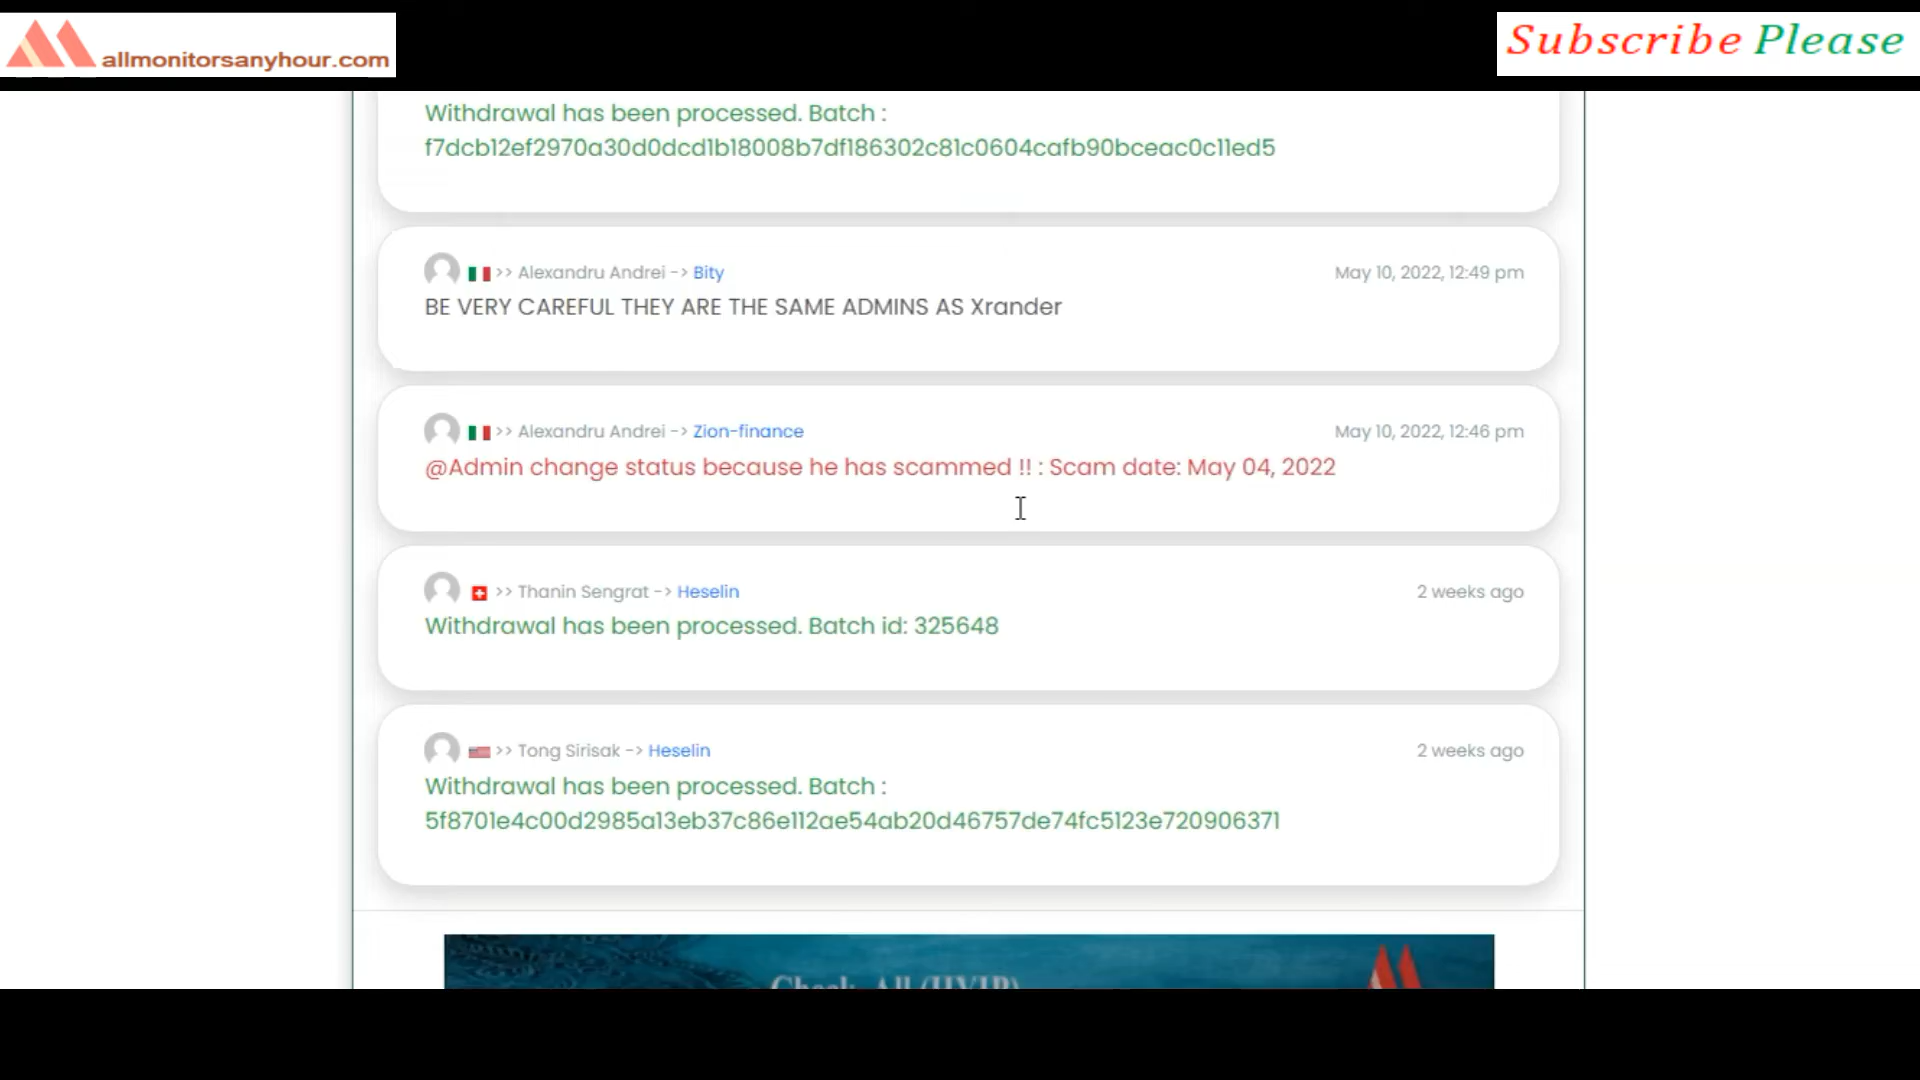 allmonitorsanyhour.com
Subscribe Please
Withdrawal has been processed. Batch :
f7dcb12ef2970a30d0dcd1b18008b7df186302c81c0604cafb90bceac0c11ed5
>> Alexandru Andrei -> Bity
May 10, 2022, 12:49 pm
BE VERY CAREFUL THEY ARE THE SAME ADMINS AS Xrander
>> Alexandru Andrei -> Zion-finance
May 10, 2022, 12:46 pm
@Admin change status because he has scammed !! : Scam date: May 04, 2022
>> Thanin Sengrat -> Heselin
2 weeks ago
Withdrawal has been processed. Batch id: 325648
>> Tong Sirisak -> Heselin
2 weeks ago
Withdrawal has been processed. Batch :
5f8701e4c00d2985a13eb37c86e112ae54ab20d46757de74fc5123e720906371
Check All (HYIP)